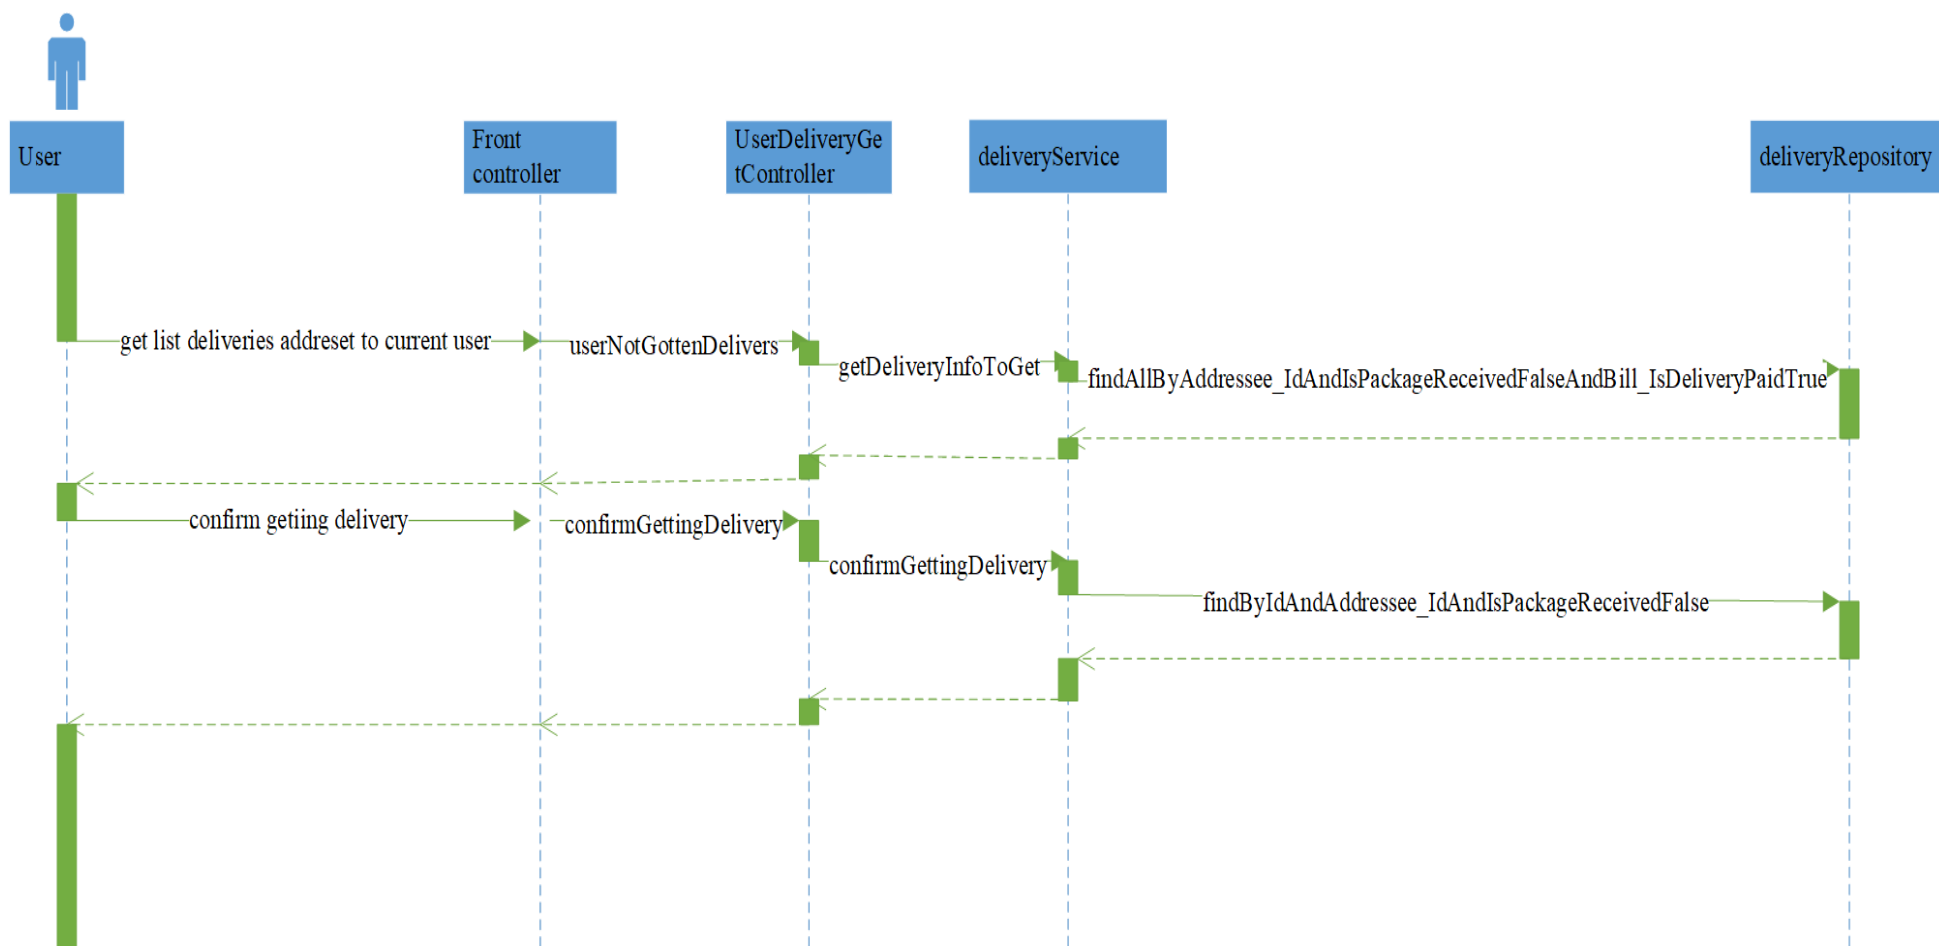 User
Front
controller
UserDeliveryGe
tController
deliveryService
deliveryRepository
get list deliveries addreset to current user
userNotGottenDelivers
getDeliveryInfoToGet
findAllByAddressee_IdAndIsPackageReceivedFalseAndBill_IsDeliveryPaidTrue
confirm getiing delivery
confirmGettingDelivery
confirmGettingDelivery
findByIdAndAddressee_IdAndIsPackageReceivedFalse